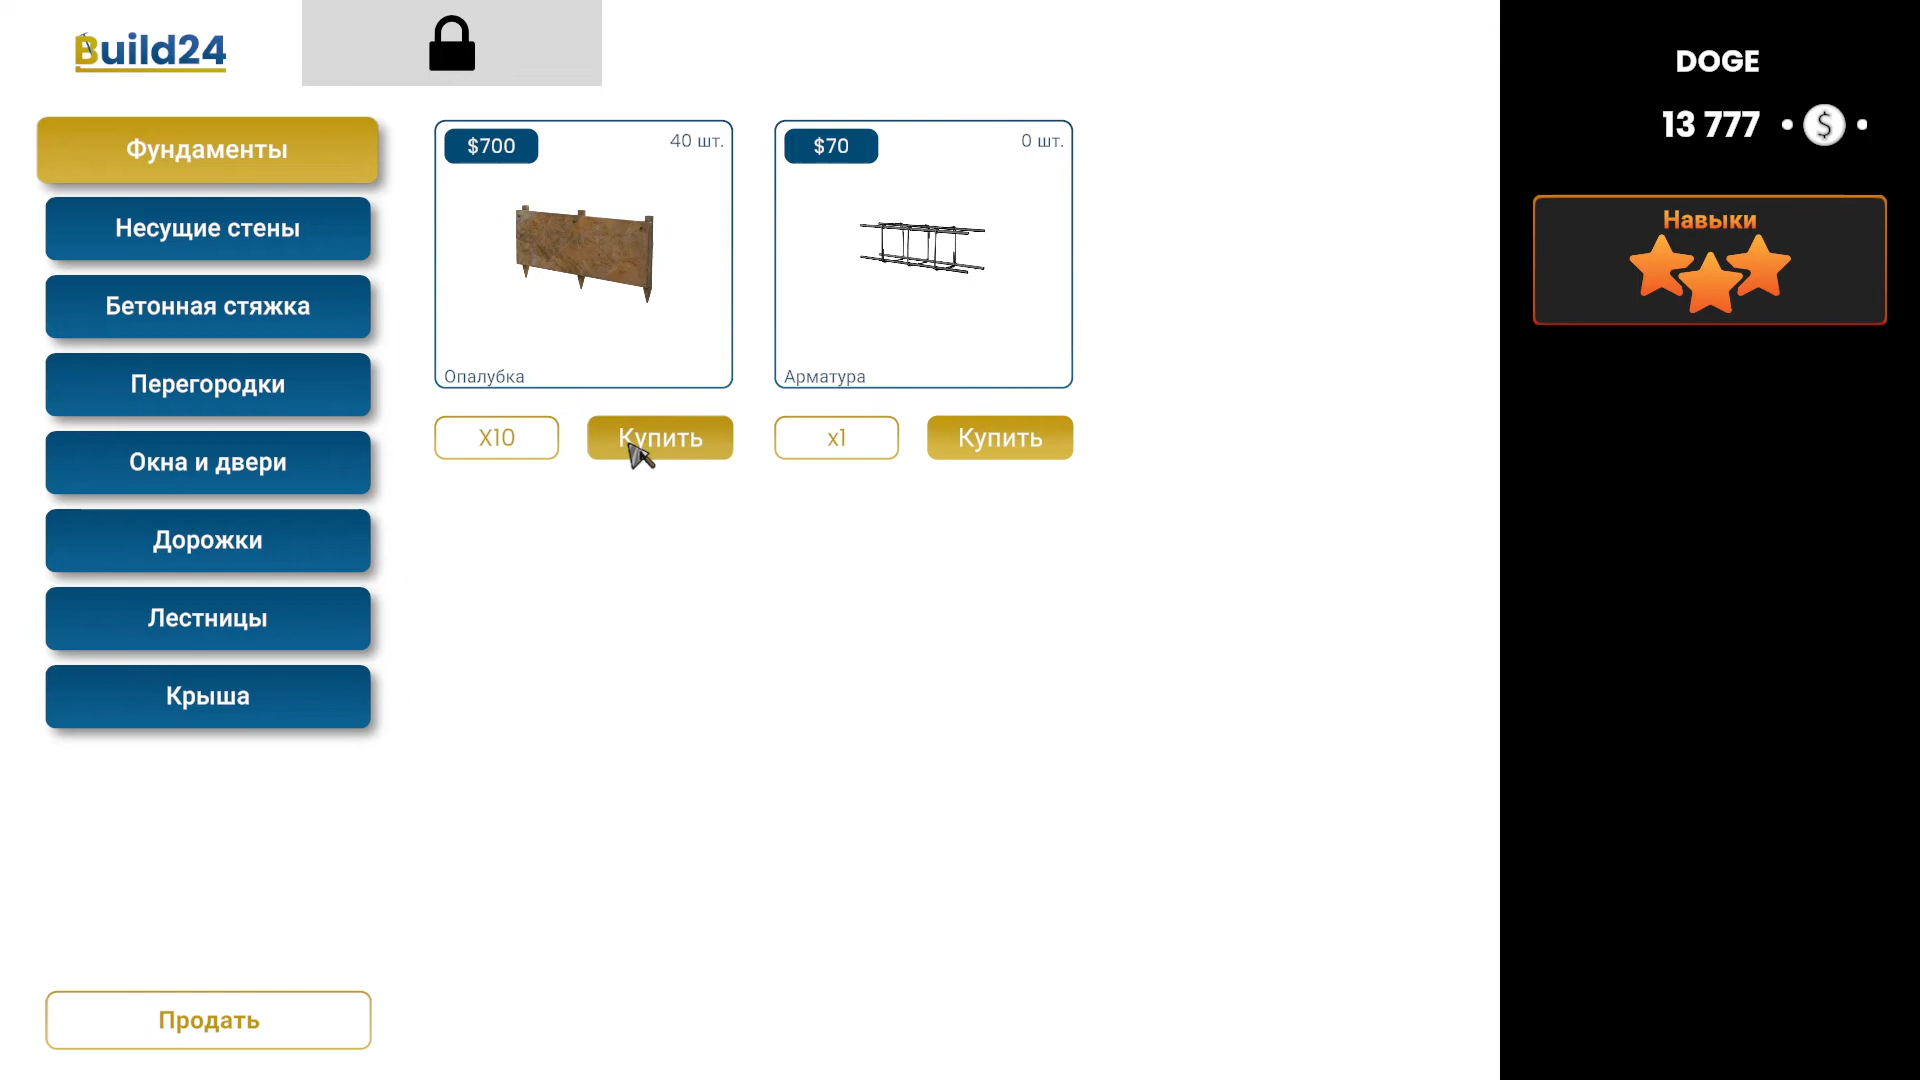 Build24
DOGE
13 777
$
Навыки
Фундаменты
Несущие стены
Бетонная стяжка
Перегородки
Окна и двери
Дорожки
Лестницы
Крыша
Продать
$700
40 шт.
Опалубка
X10
Купить
$70
0 шт.
Арматура
x1
Купить